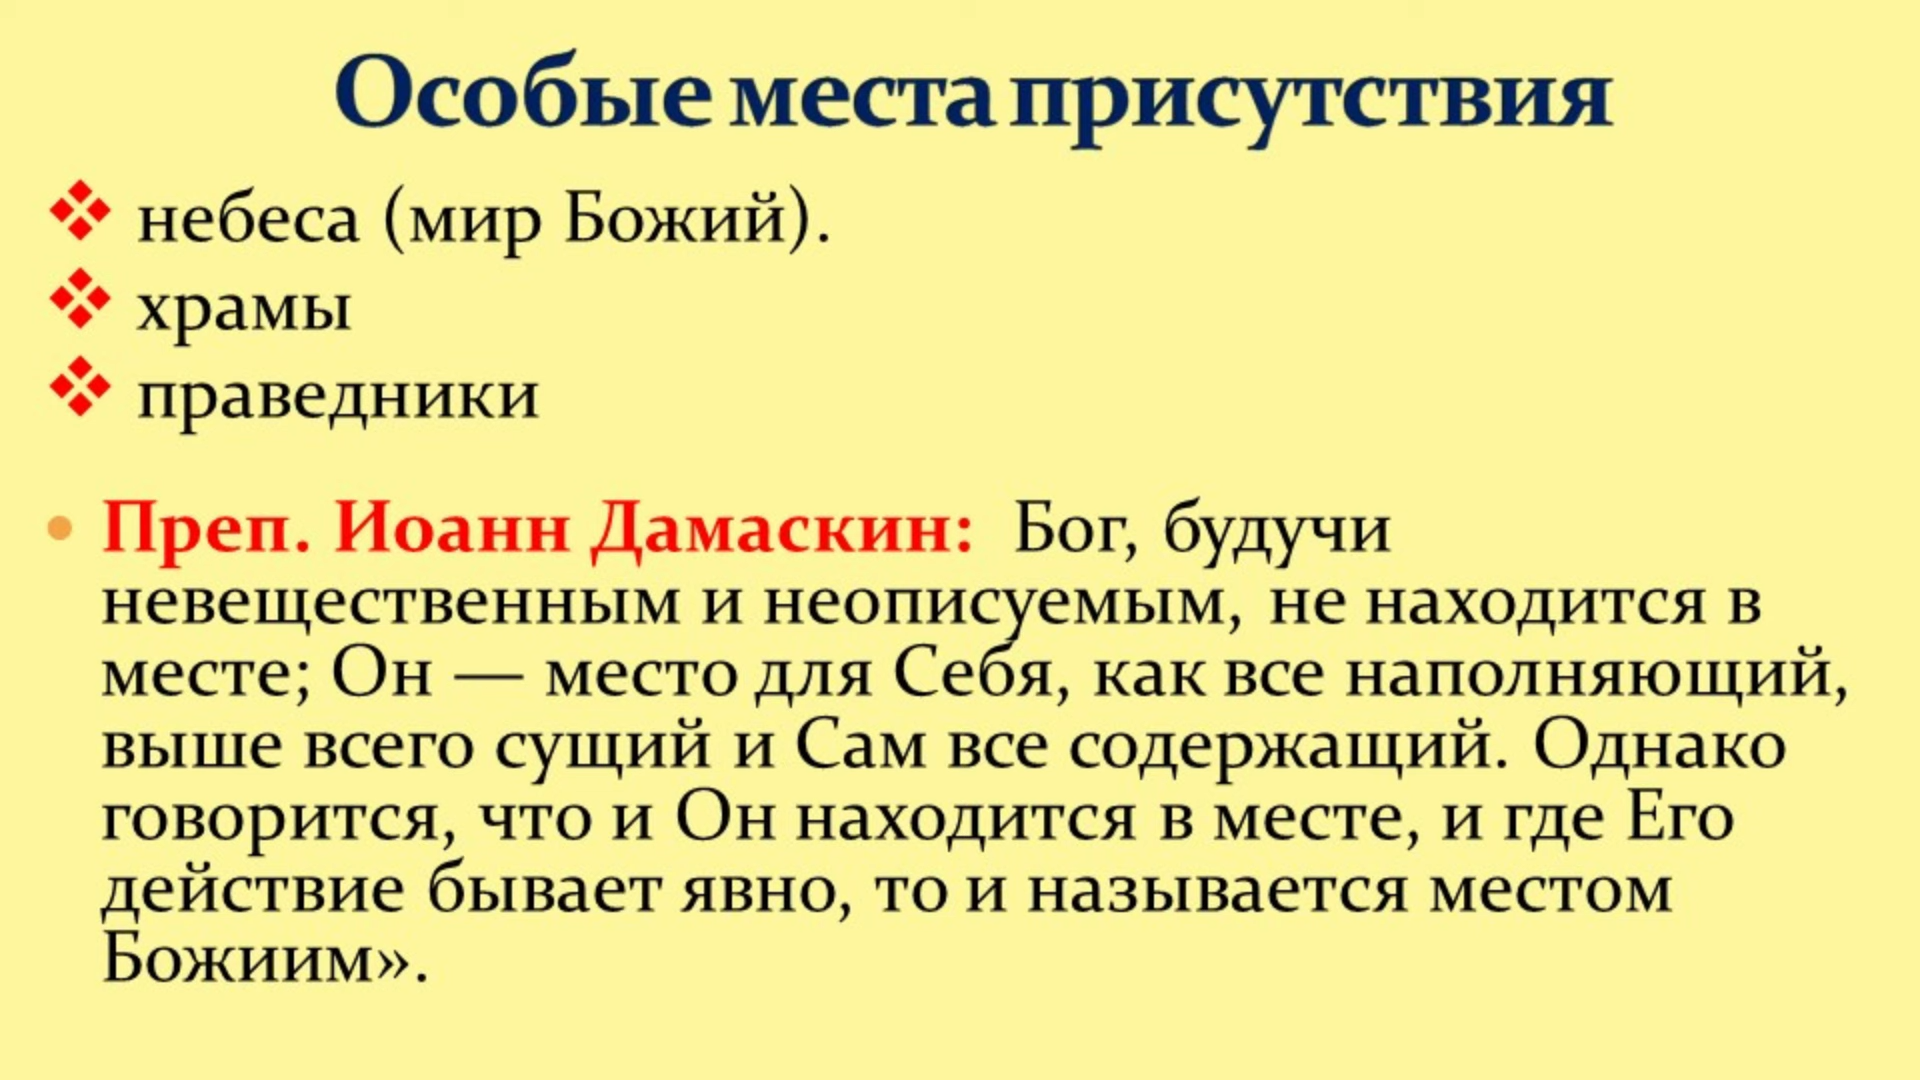 Особые места присутствия
небеса (мир Божий).
храмы
праведники
Преп. Иоанн Дамаскин: Бог, будучи
невещественным и неописуемым, не находится в
месте; Он — место для Себя, как все наполняющий,
выше всего сущий и Сам все содержащий. Однако
говорится, что и Он находится в месте, и где Его
действие бывает явно, то и называется местом
Божиим».